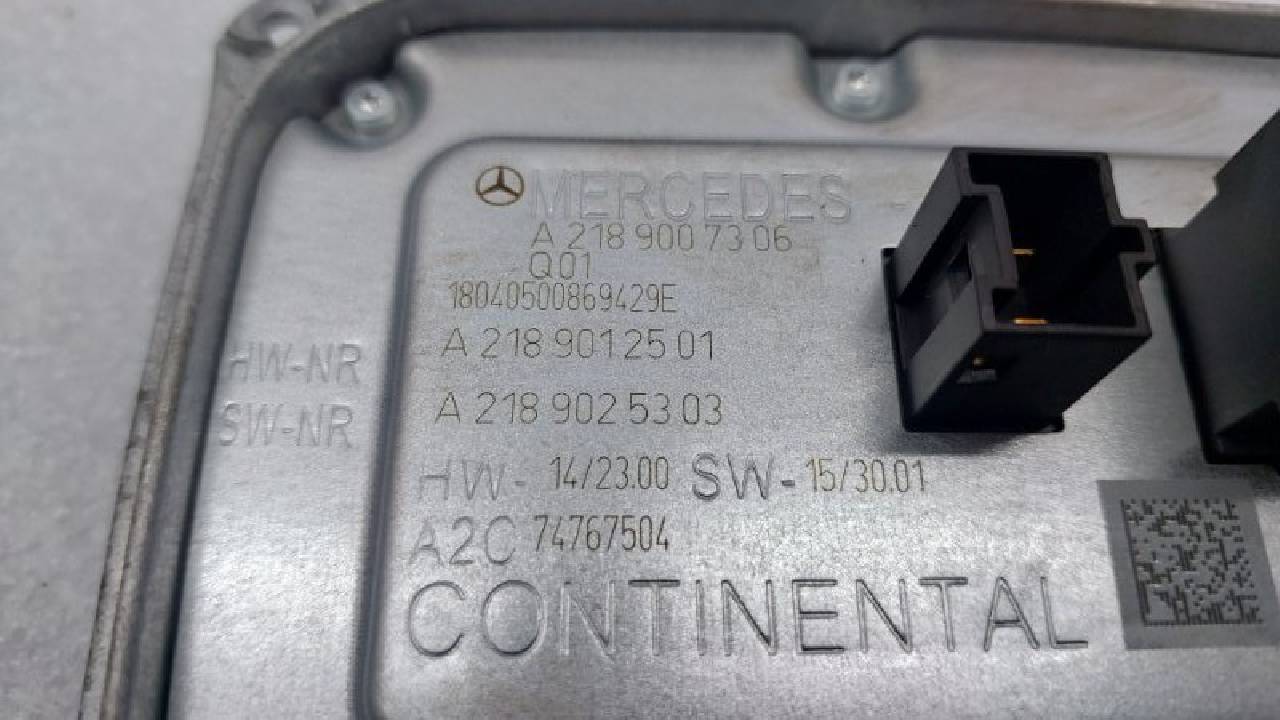 MERCEDES
A 218 900 73 06
Q01
18040500869429E
HW-NR A 218 901 25 01
SW-NR A 218 902 53 03
HW- 14/23.00 SW- 15/30.01
A2C 74767504
CONTINENTAL